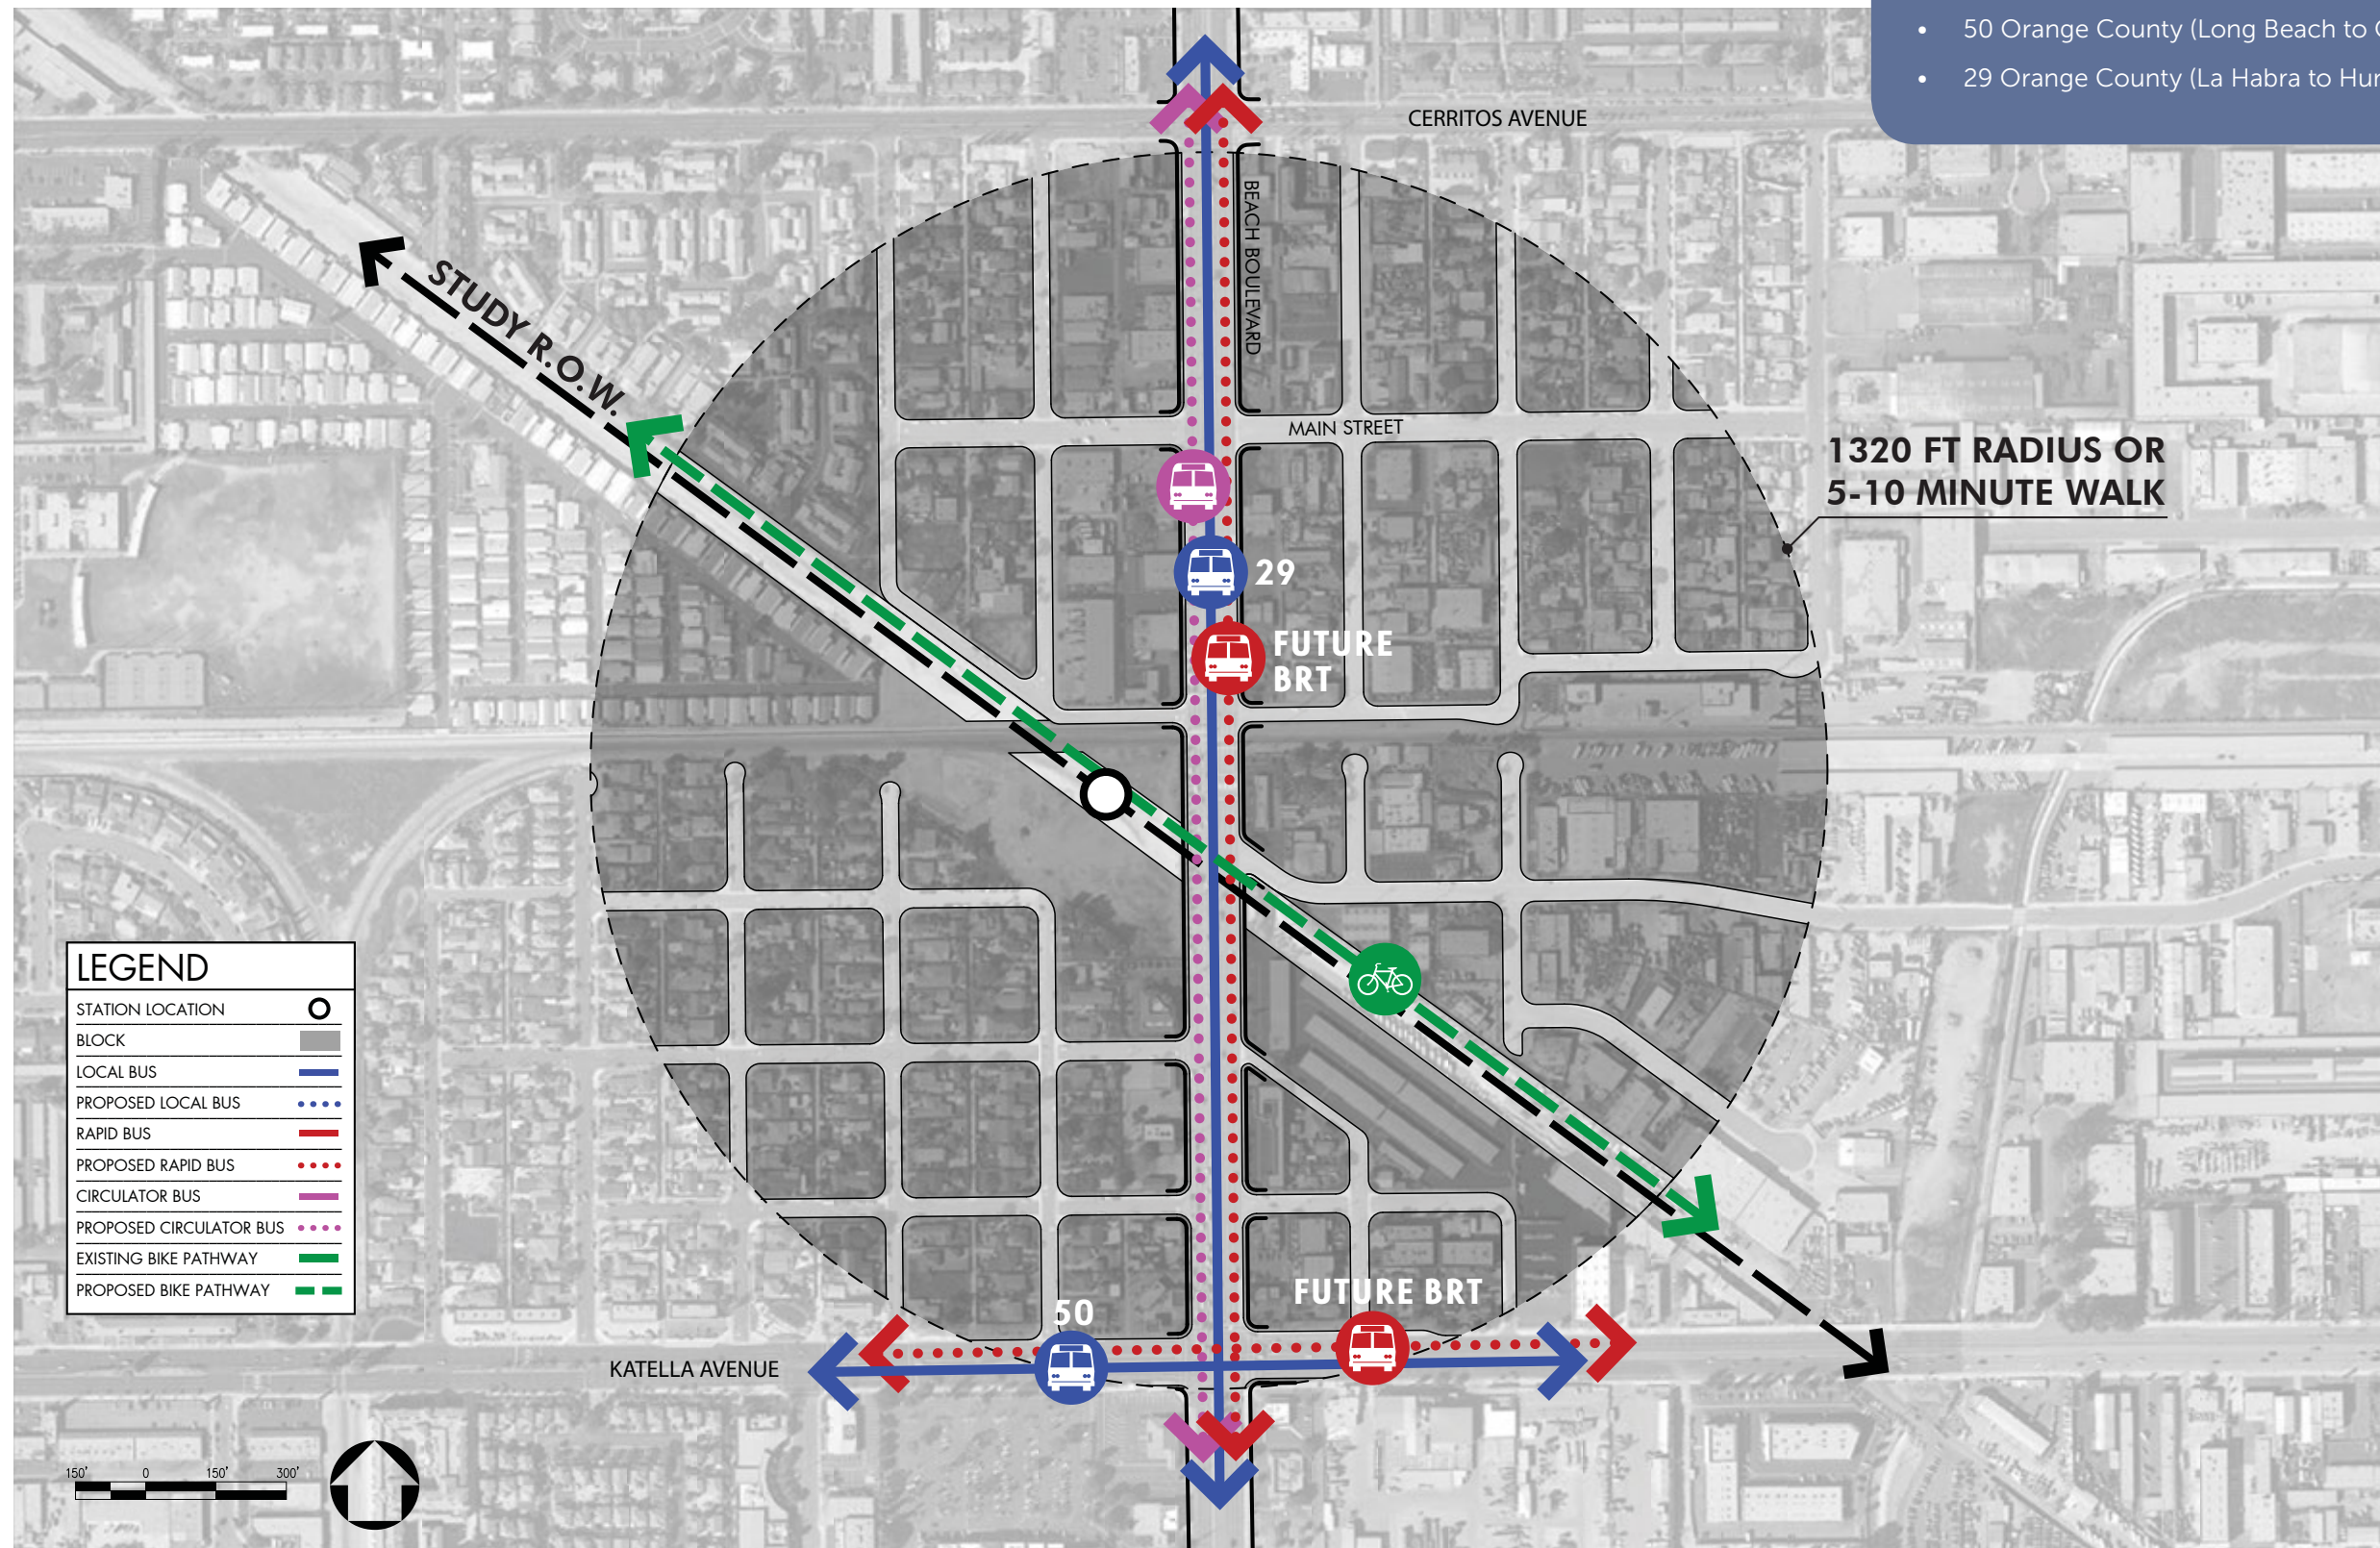 • 50 Orange County (Long Beach to
• 29 Orange County (La Habra to
CERRITOS AVENUE
BEACH BOULEVARD
STUDY R.O.W.
MAIN STREET
1320 FT RADIUS OR
5-10 MINUTE WALK
29
FUTURE
BRT
LEGEND
STATION LOCATION
BLOCK
LOCAL BUS
PROPOSED LOCAL BUS
RAPID BUS
PROPOSED RAPID BUS
CIRCULATOR BUS
PROPOSED CIRCULATOR BUS
EXISTING BIKE PATHWAY
PROPOSED BIKE PATHWAY
FUTURE BRT
50
KATELLA AVENUE
150' 0 150' 300'